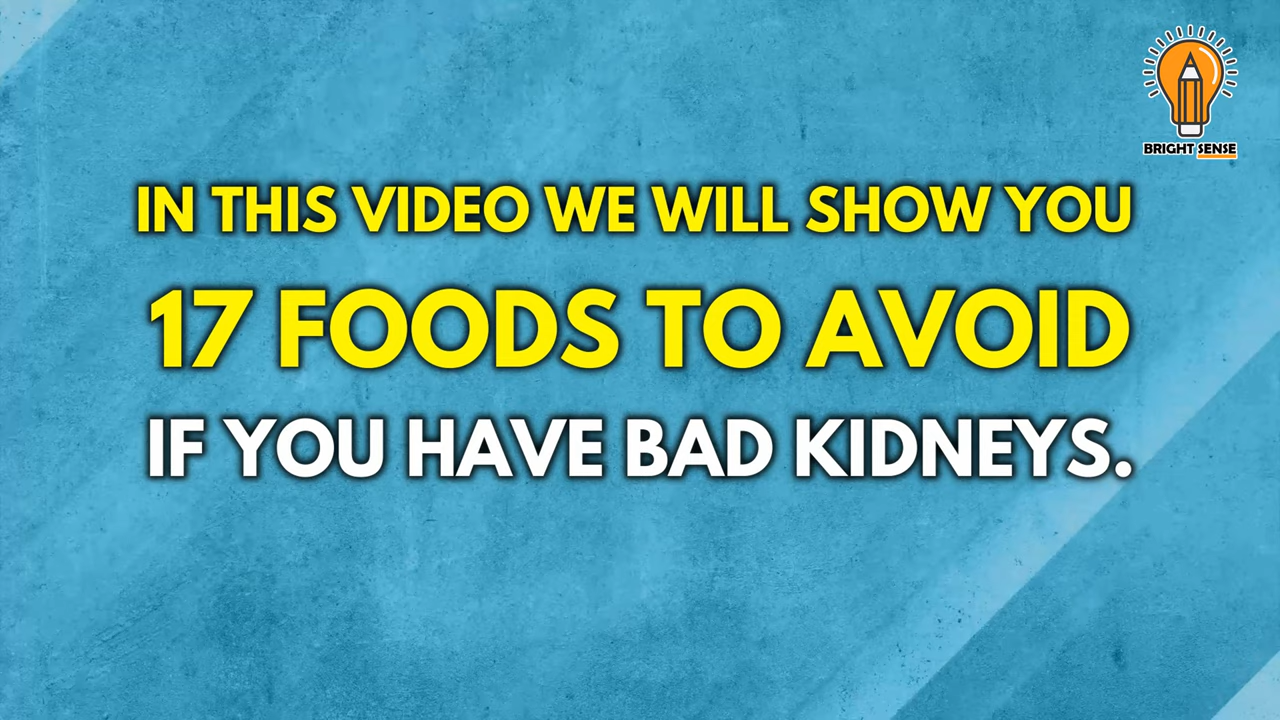 BRIGHT SENSE
IN THIS VIDEO WE WILL SHOW YOU
17 FOODS TO AVOID
IF YOU HAVE BAD KIDNEYS.